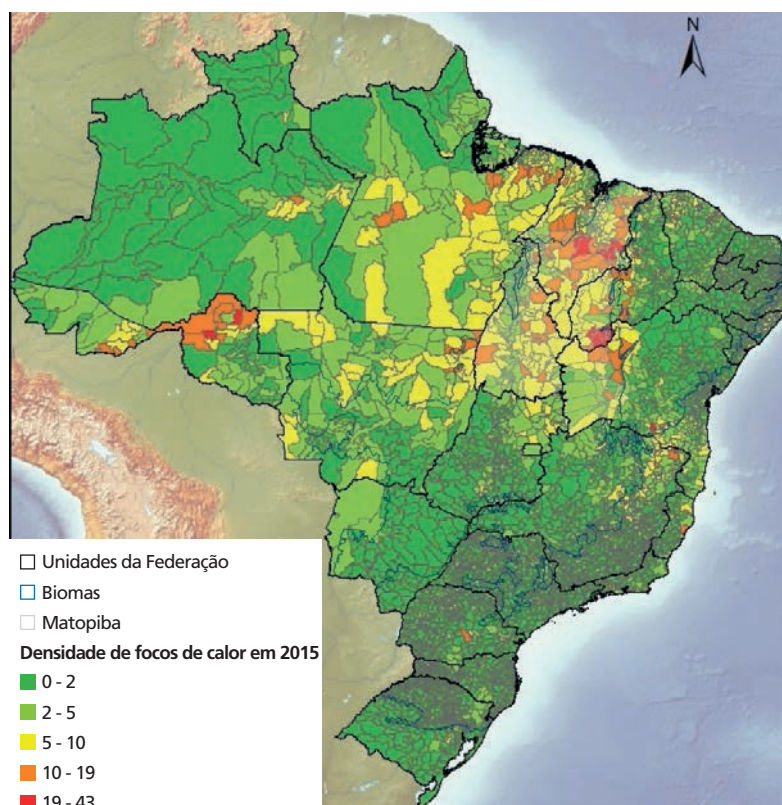 N
Unidades da Federação
Biomas
Matopiba
Densidade de focos de calor em 2015
0 - 2
2 - 5
5 - 10
10 - 19
19 - 43